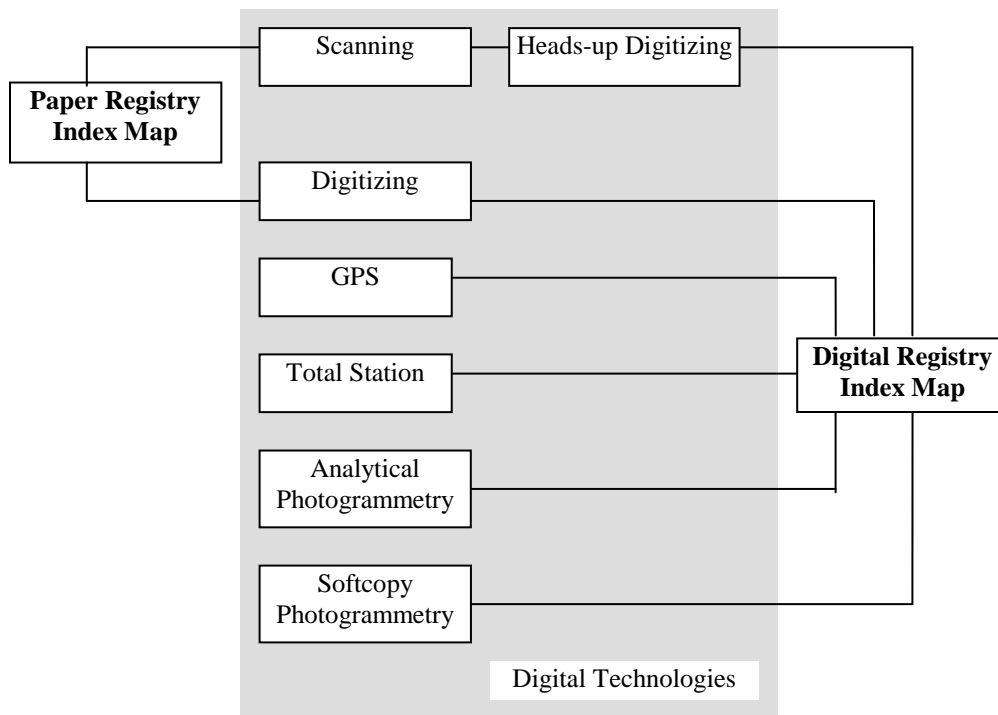 Scanning
Heads-up Digitizing
Paper Registry
Index Map
Digitizing
GPS
Total Station
Digital Registry
Index Map
Analytical
Photogrammetry
Softcopy
Photogrammetry
Digital Technologies